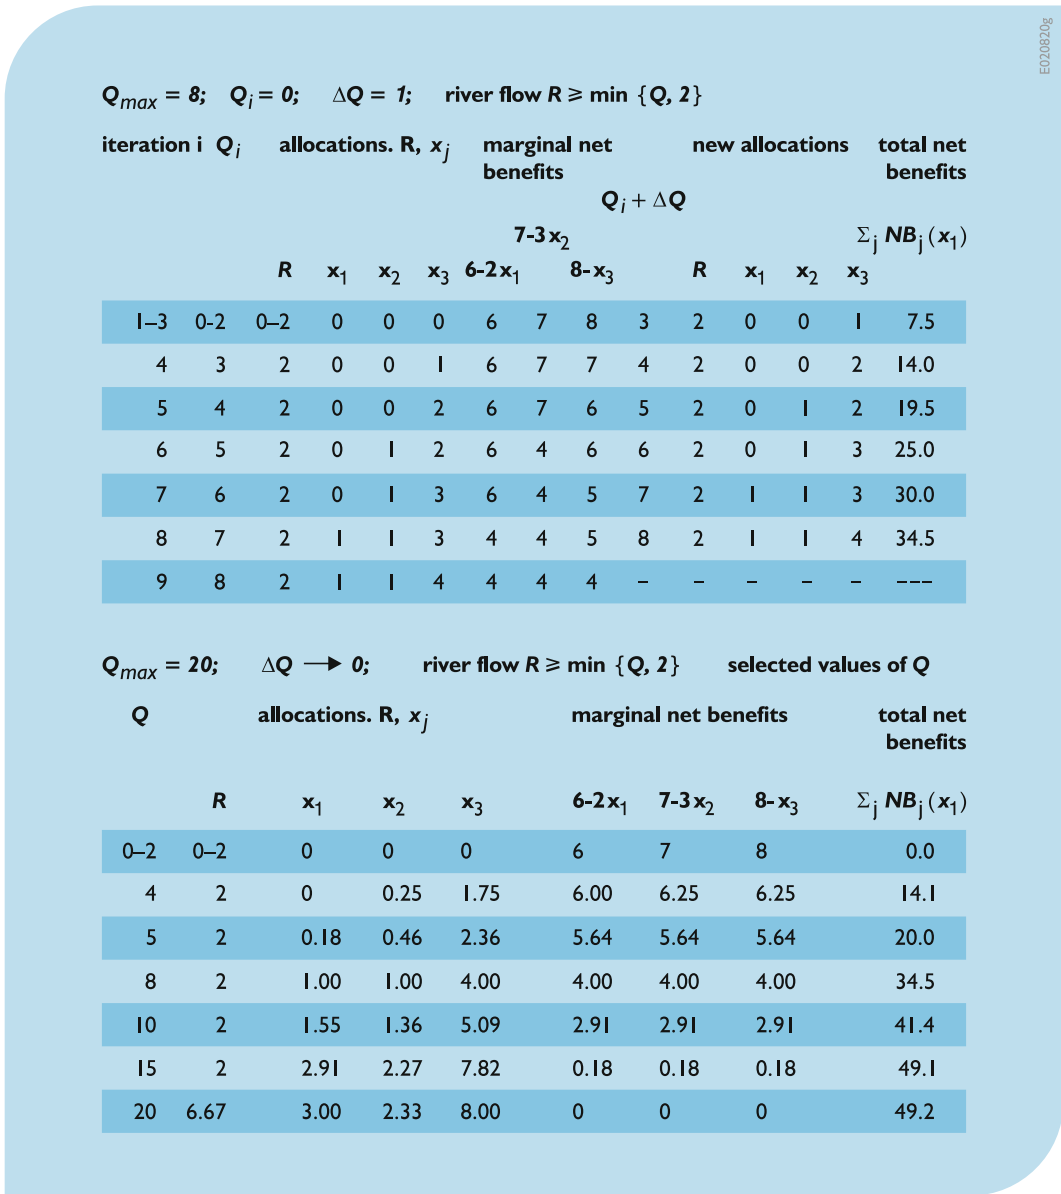 E020820g
Qmax = 8; Qi = 0; ΔQ = 1; river flow R ≥ min {Q, 2}
iteration i Qi allocations. R, xj marginal net benefits new allocations total net benefits
Qi + ΔQ
7-3x2 Σj NBj(x1)
R x1 x2 x3 6-2x1 8-x3 R x1 x2 x3
1–3 0-2 0–2 0 0 0 6 7 8 3 2 0 0 1 7.5
4 3 2 0 0 1 6 7 7 4 2 0 0 2 14.0
5 4 2 0 0 2 6 7 6 5 2 0 1 2 19.5
6 5 2 0 1 2 6 4 6 6 2 0 1 3 25.0
7 6 2 0 1 3 6 4 5 7 2 1 1 3 30.0
8 7 2 1 1 3 4 4 5 8 2 1 1 4 34.5
9 8 2 1 1 4 4 4 4 – – – – – –––
Qmax = 20; ΔQ → 0; river flow R ≥ min {Q, 2} selected values of Q
Q allocations. R, xj marginal net benefits total net benefits
R x1 x2 x3 6-2x1 7-3x2 8-x3 Σj NBj(x1)
0–2 0–2 0 0 0 6 7 8 0.0
4 2 0 0.25 1.75 6.00 6.25 6.25 14.1
5 2 0.18 0.46 2.36 5.64 5.64 5.64 20.0
8 2 1.00 1.00 4.00 4.00 4.00 4.00 34.5
10 2 1.55 1.36 5.09 2.91 2.91 2.91 41.4
15 2 2.91 2.27 7.82 0.18 0.18 0.18 49.1
20 6.67 3.00 2.33 8.00 0 0 0 49.2